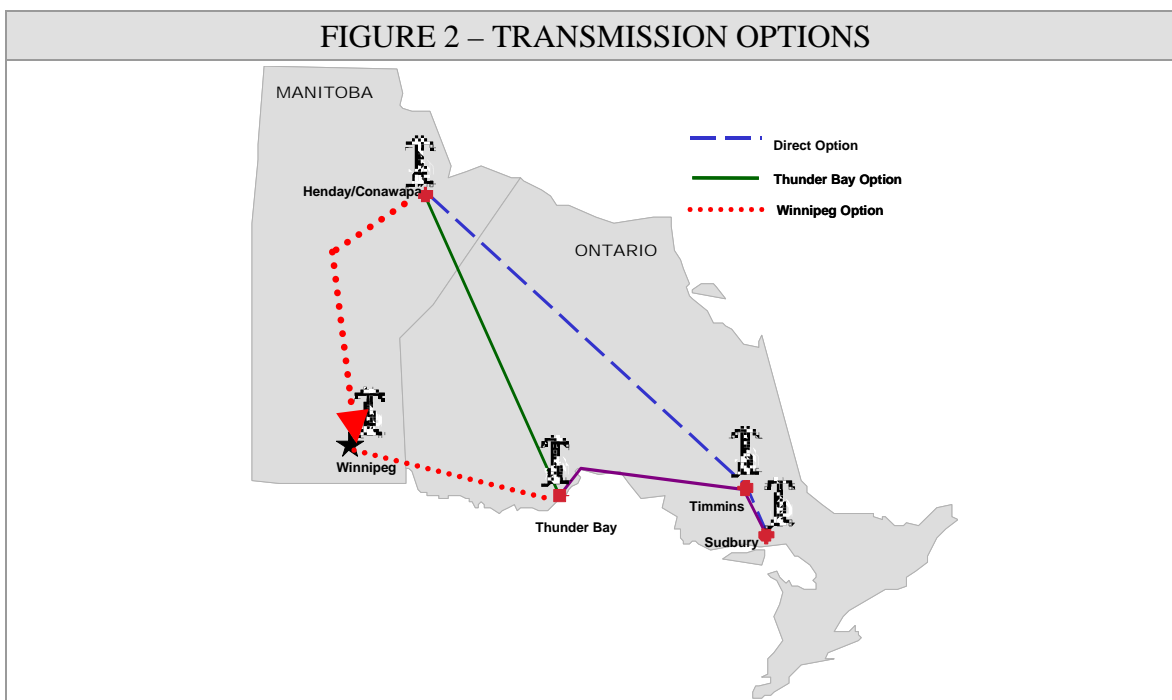 FIGURE 2 – TRANSMISSION OPTIONS
MANITOBA
Direct Option
Henday/Conawapa
Thunder Bay Option
Winnipeg Option
ONTARIO
Winnipeg
Timmins
Thunder Bay
Sudbury